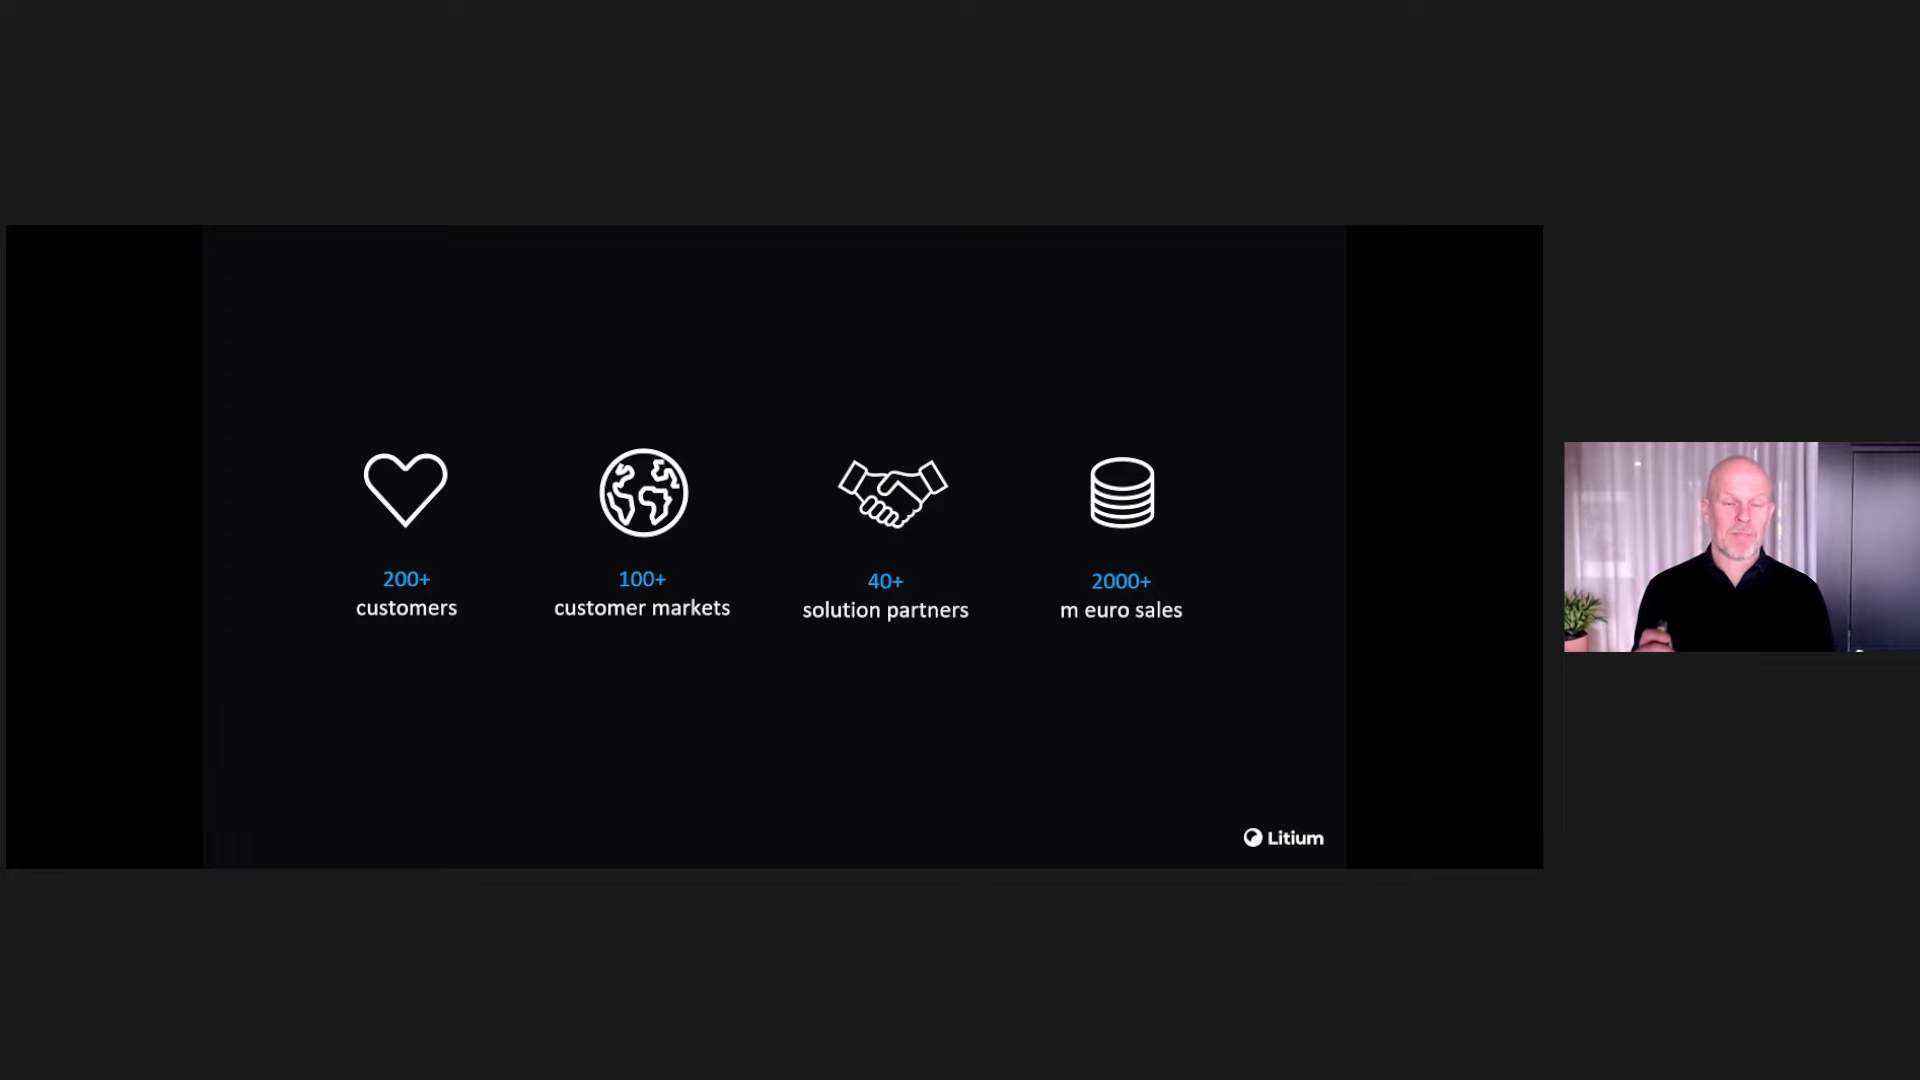 200+
customers
100+
customer markets
40+
solution partners
2000+
m euro sales
Litium